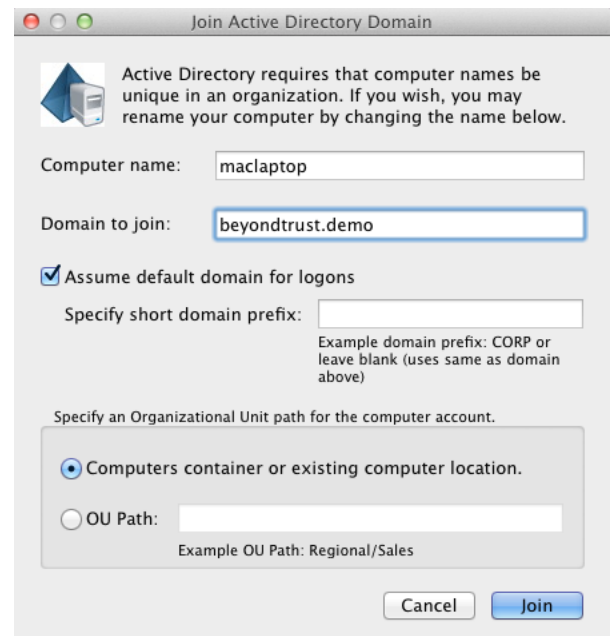 Join Active Directory Domain
Active Directory requires that computer names be
unique in an organization. If you wish, you may
rename your computer by changing the name below.
Computer name: maclaptop
Domain to join: beyondtrust.demo
Assume default domain for logons
Specify short domain prefix:
Example domain prefix: CORP or
leave blank (uses same as domain
above)
Specify an Organizational Unit path for the computer account.
Computers container or existing computer location.
OU Path:
Example OU Path: Regional/Sales
Cancel Join